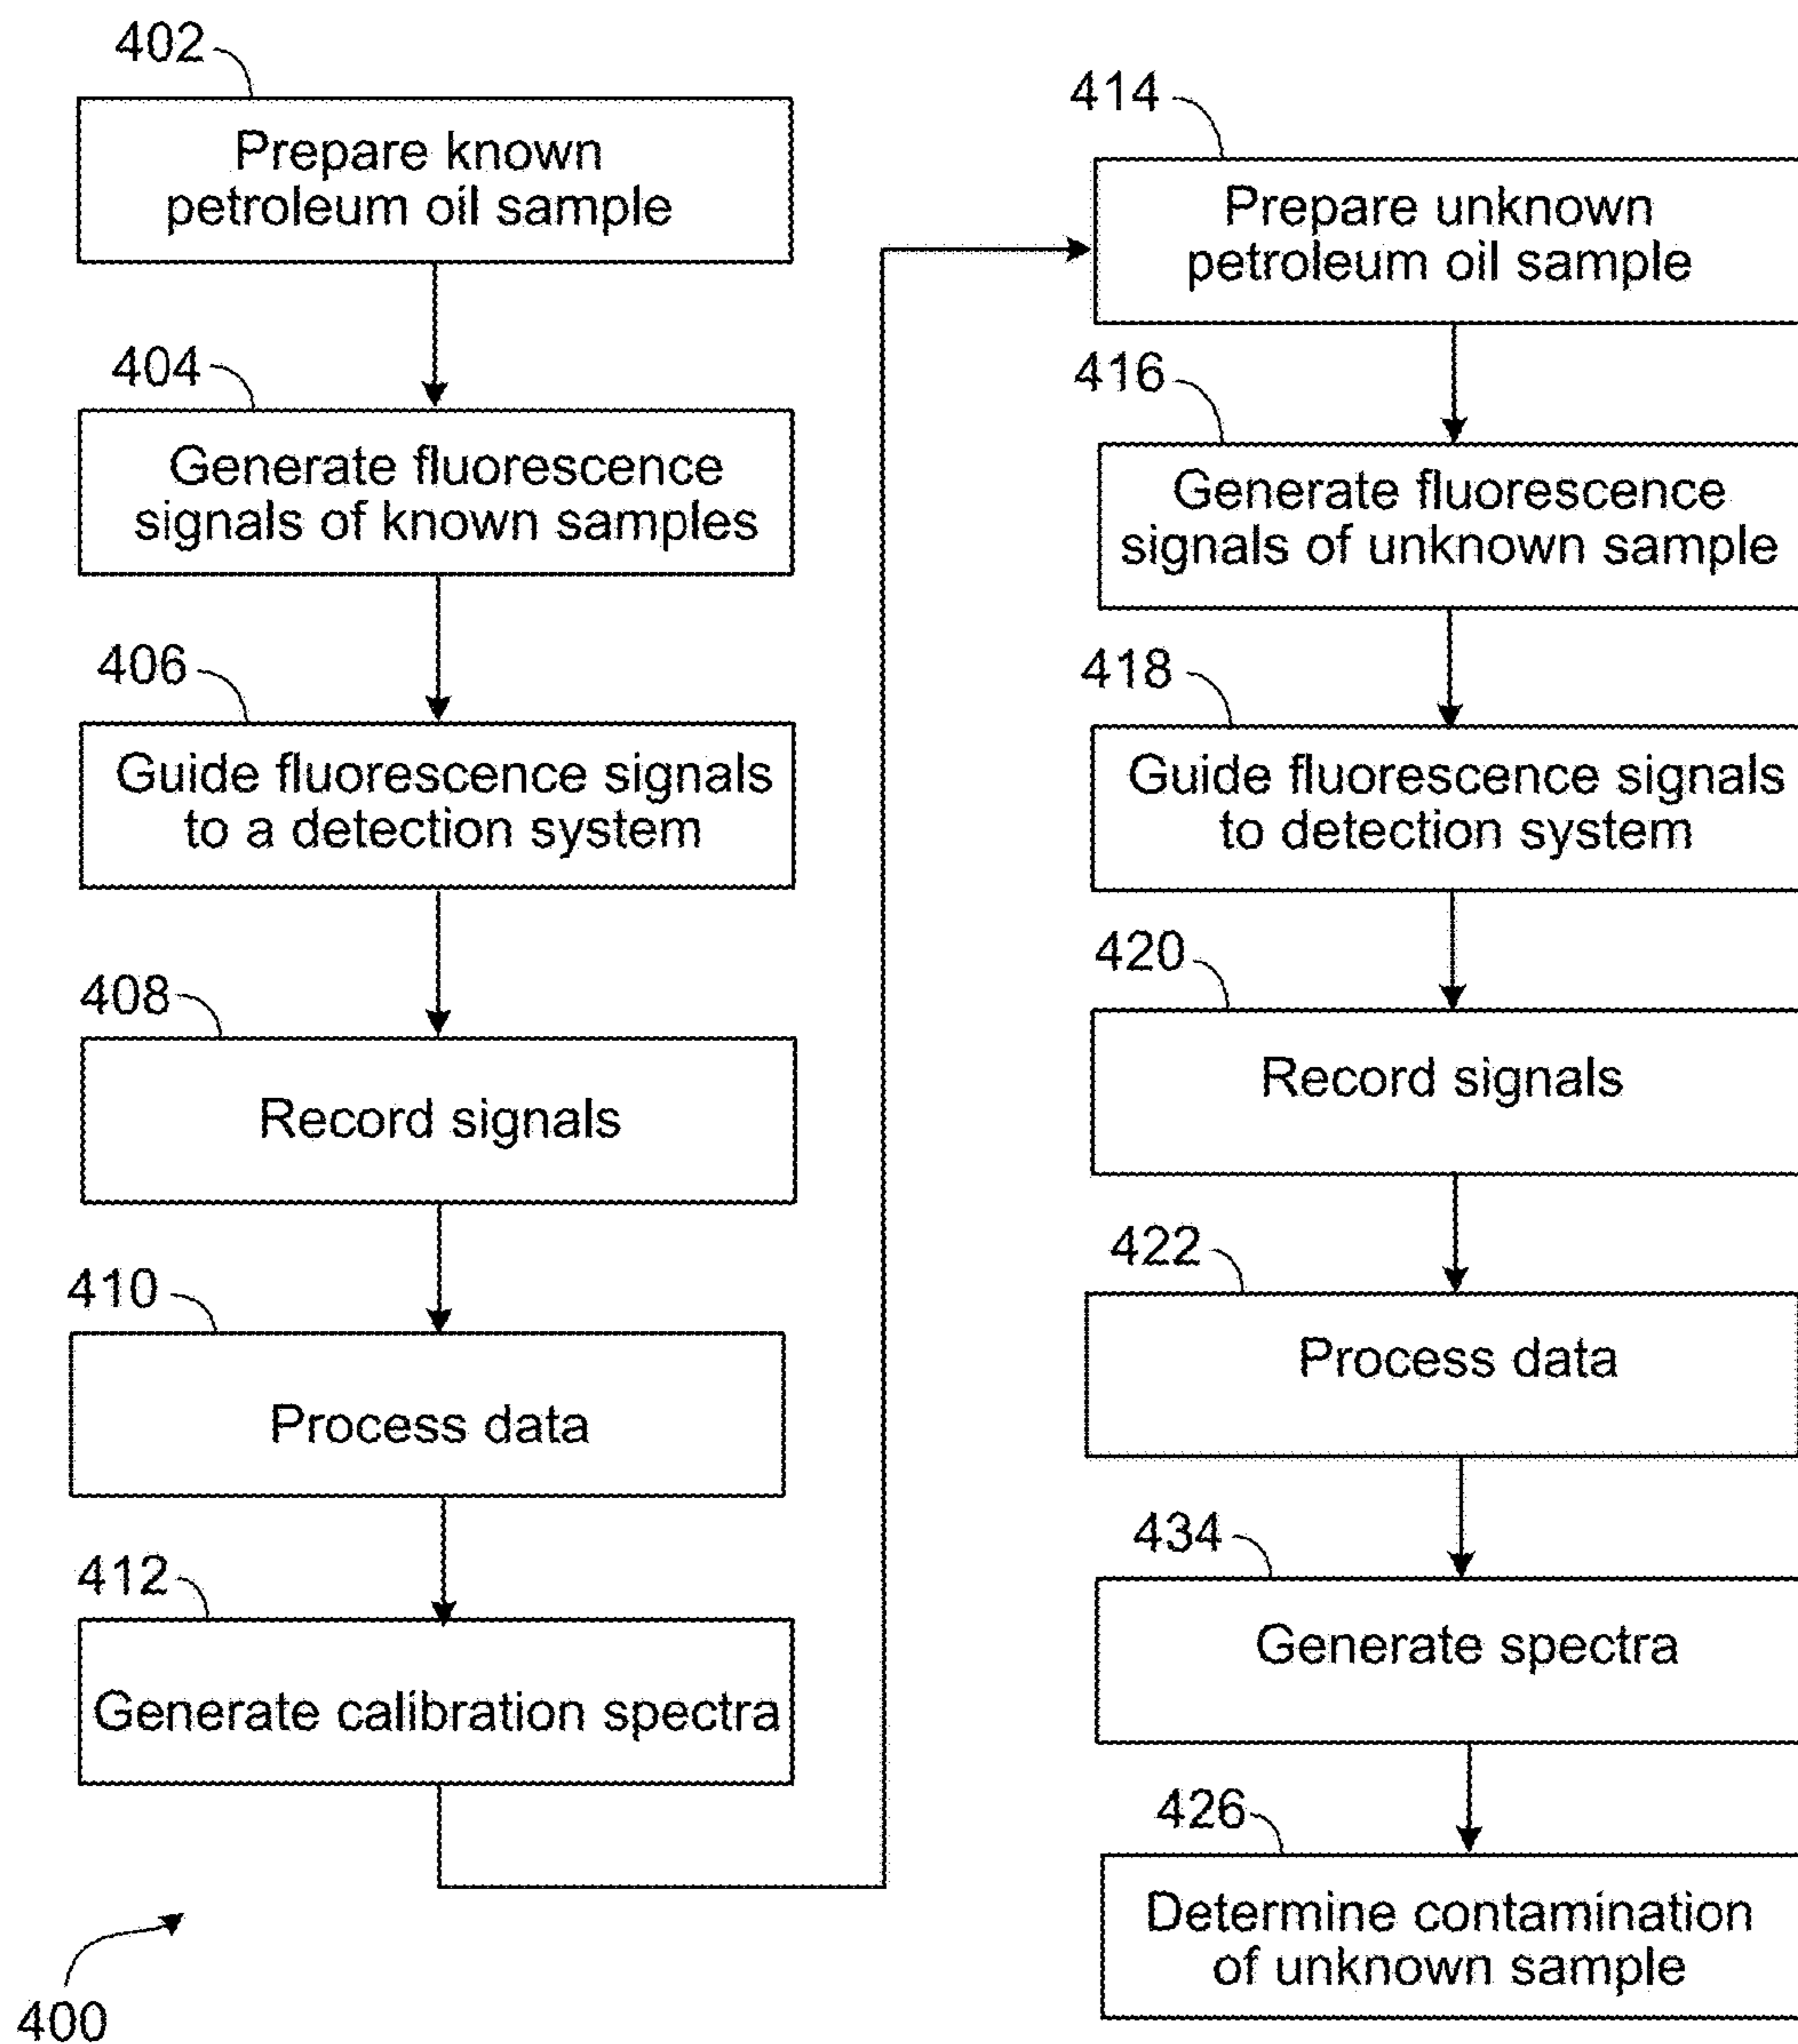 402
Prepare known
petroleum oil sample
404
Generate fluorescence
signals of known samples
406
Guide fluorescence signals
to a detection system
408
Record signals
410
Process data
412
Generate calibration spectra
400
414
Prepare unknown
petroleum oil sample
416
Generate fluorescence
signals of unknown sample
418
Guide fluorescence signals
to detection system
420
Record signals
422
Process data
434
Generate spectra
426
Determine contamination
of unknown sample